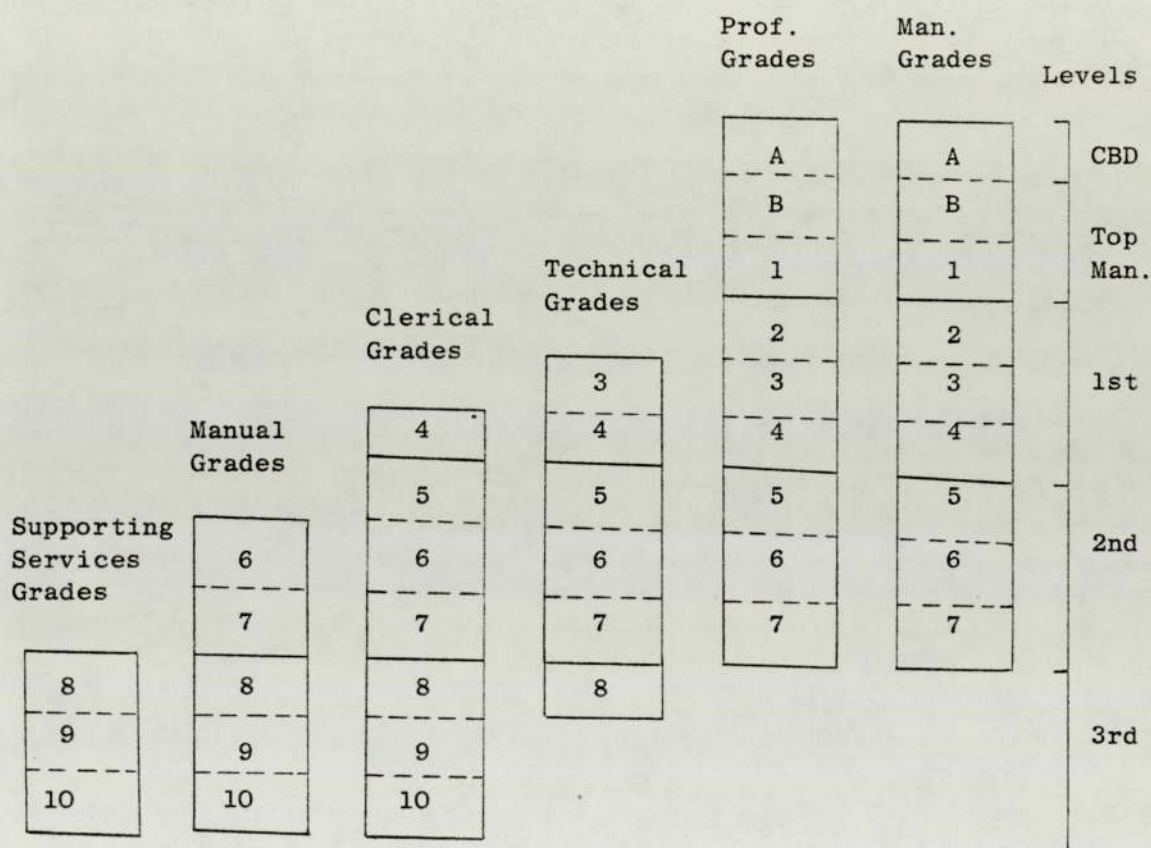 Prof. Grades
Man. Grades
Levels
A
B
1
2
3
4
5
6
7
A
B
1
2
3
4
5
6
7
CBD
Top Man.
1st
2nd
3rd
Technical Grades
3
4
5
6
7
8
Clerical Grades
4
5
6
7
8
9
10
Manual Grades
6
7
8
9
10
Supporting Services Grades
8
9
10